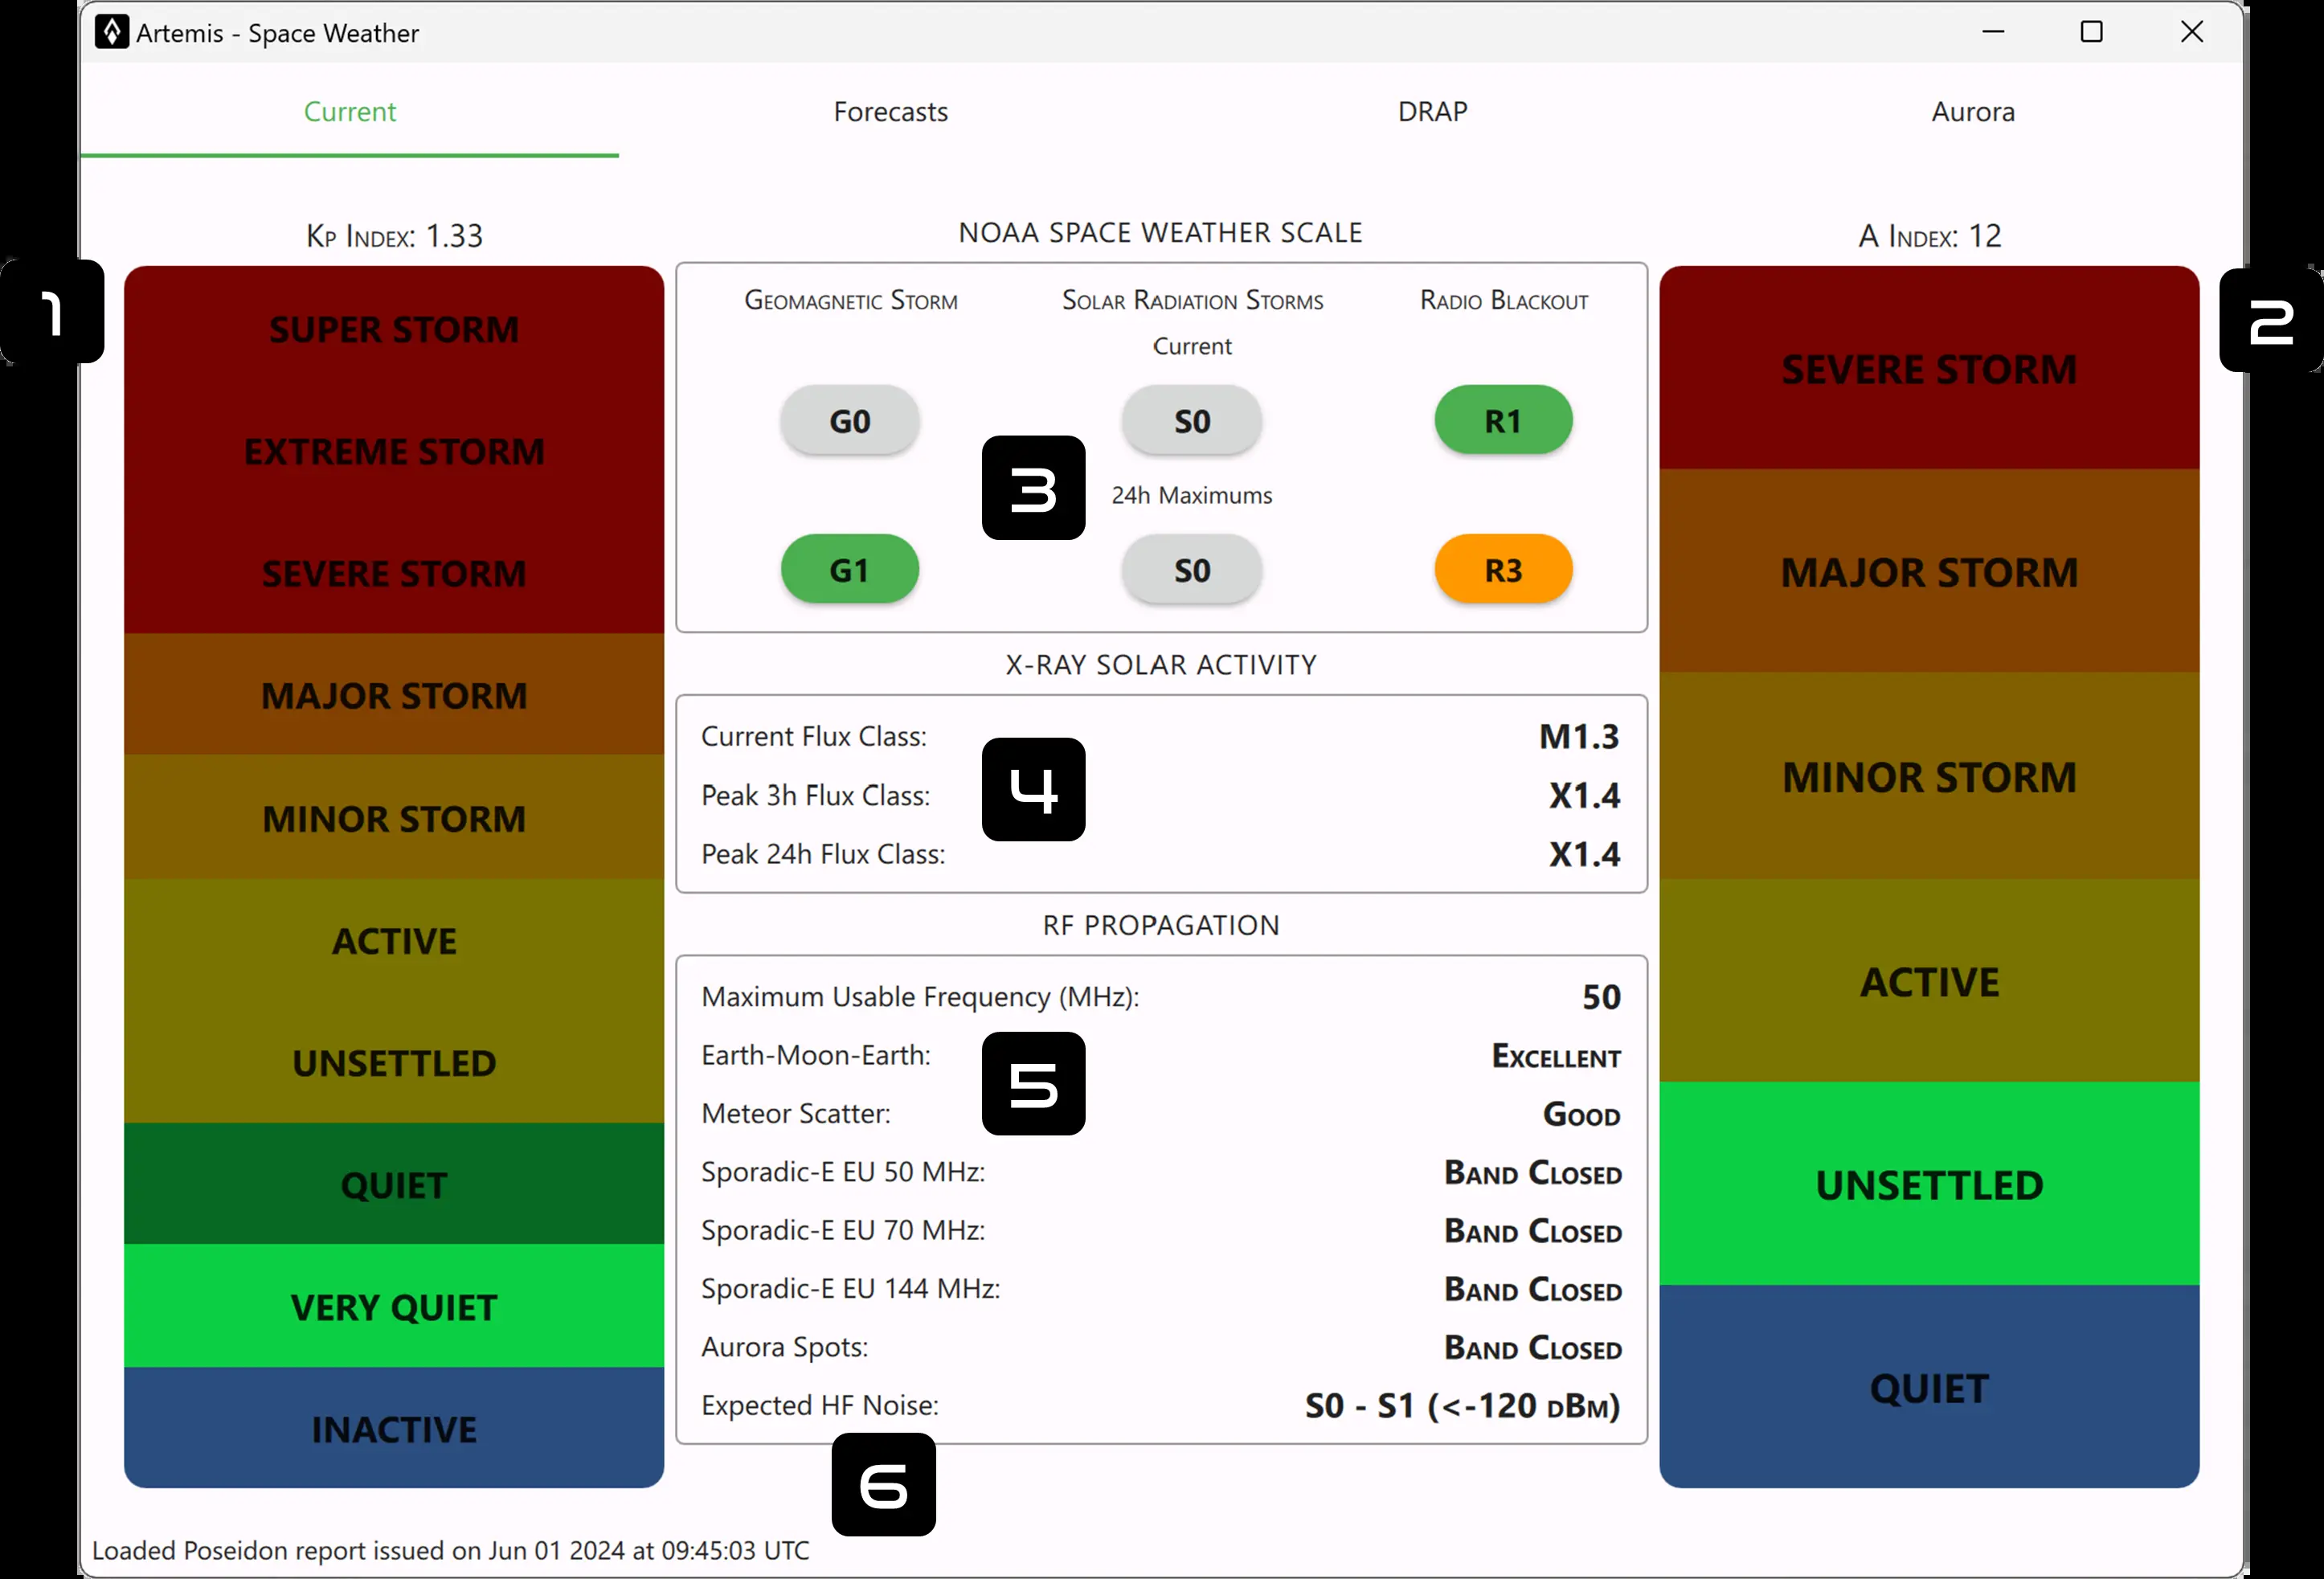 Artemis - Space Weather
Current
Forecasts
DRAP
Aurora
1
Kp Index: 1.33
SUPER STORM
EXTREME STORM
SEVERE STORM
MAJOR STORM
MINOR STORM
ACTIVE
UNSETTLED
QUIET
VERY QUIET
INACTIVE
NOAA SPACE WEATHER SCALE
Geomagnetic Storm
Solar Radiation Storms
Radio Blackout
Current
G0
S0
R1
3
24h Maximums
G1
S0
R3
X-RAY SOLAR ACTIVITY
Current Flux Class: M1.3
4
Peak 3h Flux Class: X1.4
Peak 24h Flux Class: X1.4
RF PROPAGATION
Maximum Usable Frequency (MHz): 50
Earth-Moon-Earth: Excellent
5
Meteor Scatter: Good
Sporadic-E EU 50 MHz: Band Closed
Sporadic-E EU 70 MHz: Band Closed
Sporadic-E EU 144 MHz: Band Closed
Aurora Spots: Band Closed
Expected HF Noise: S0 - S1 (<-120 dBm)
A Index: 12
2
SEVERE STORM
MAJOR STORM
MINOR STORM
ACTIVE
UNSETTLED
QUIET
6
Loaded Poseidon report issued on Jun 01 2024 at 09:45:03 UTC